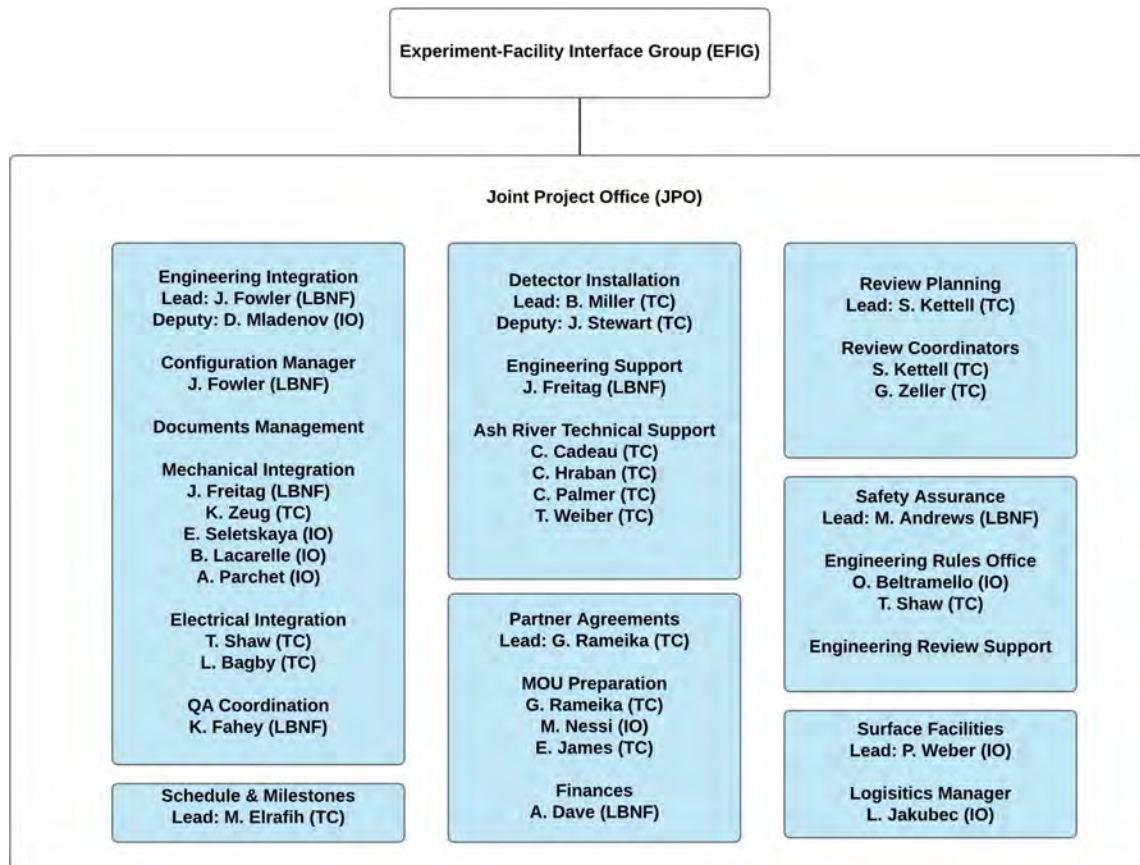 Experiment-Facility Interface Group (EFIG)
Joint Project Office (JPO)
Engineering Integration
Lead: J. Fowler (LBNF)
Deputy: D. Mladenov (IO)
Configuration Manager
J. Fowler (LBNF)
Documents Management
Mechanical Integration
J. Freitag (LBNF)
K. Zeug (TC)
E. Seletskaya (IO)
B. Lacarelle (IO)
A. Parchet (IO)
Electrical Integration
T. Shaw (TC)
L. Bagby (TC)
QA Coordination
K. Fahey (LBNF)
Schedule & Milestones
Lead: M. Elrafih (TC)
Detector Installation
Lead: B. Miller (TC)
Deputy: J. Stewart (TC)
Engineering Support
J. Freitag (LBNF)
Ash River Technical Support
C. Cadeau (TC)
C. Hraban (TC)
C. Palmer (TC)
T. Weiber (TC)
Partner Agreements
Lead: G. Rameika (TC)
MOU Preparation
G. Rameika (TC)
M. Nessi (IO)
E. James (TC)
Finances
A. Dave (LBNF)
Review Planning
Lead: S. Kettell (TC)
Review Coordinators
S. Kettell (TC)
G. Zeller (TC)
Safety Assurance
Lead: M. Andrews (LBNF)
Engineering Rules Office
O. Beltramello (IO)
T. Shaw (TC)
Engineering Review Support
Surface Facilities
Lead: P. Weber (IO)
Logisitics Manager
L. Jakubec (IO)